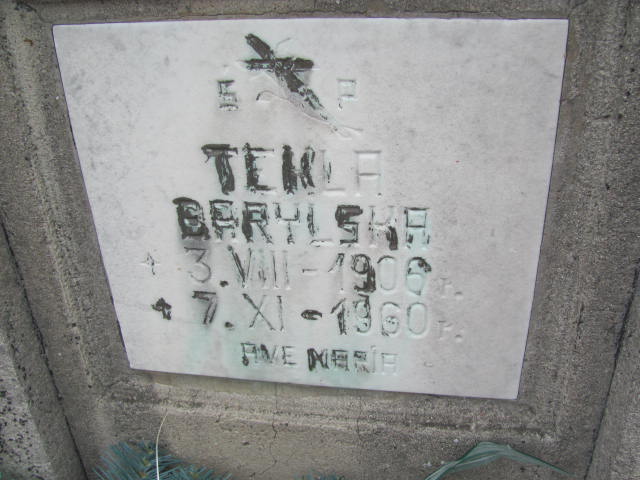 Ś P
TEKLA
BARYLSKA
* 3. VIII - 1906 r.
+ 7. XI - 1960 r.
AVE MARIA